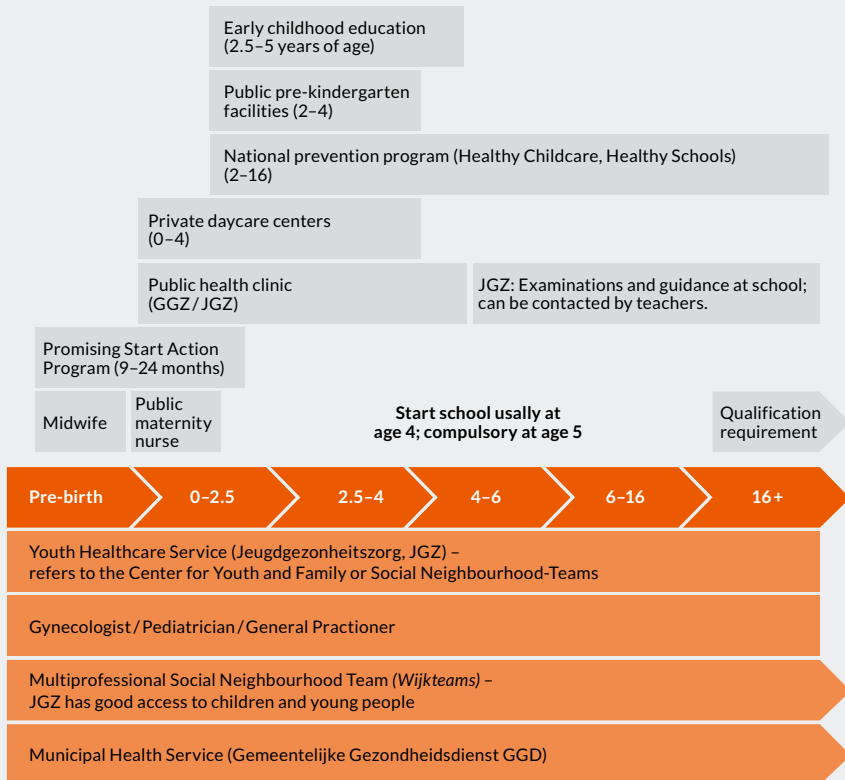 Early childhood education
(2.5–5 years of age)
Public pre-kindergarten
facilities (2–4)
National prevention program (Healthy Childcare, Healthy Schools)
(2–16)
Private daycare centers
(0–4)
Public health clinic
(GGZ/JGZ)
JGZ: Examinations and guidance at school;
can be contacted by teachers.
Promising Start Action
Program (9–24 months)
Midwife
Public
maternity
nurse
Start school usally at
age 4; compulsory at age 5
Qualification
requirement
Pre-birth
0–2.5
2.5–4
4–6
6–16
16+
Youth Healthcare Service (Jeugdgezonheitszorg, JGZ) –
refers to the Center for Youth and Family or Social Neighbourhood-Teams
Gynecologist/Pediatrician/General Practioner
Multiprofessional Social Neighbourhood Team (Wijkteams) –
JGZ has good access to children and young people
Municipal Health Service (Gemeentelijke Gezondheidsdienst GGD)